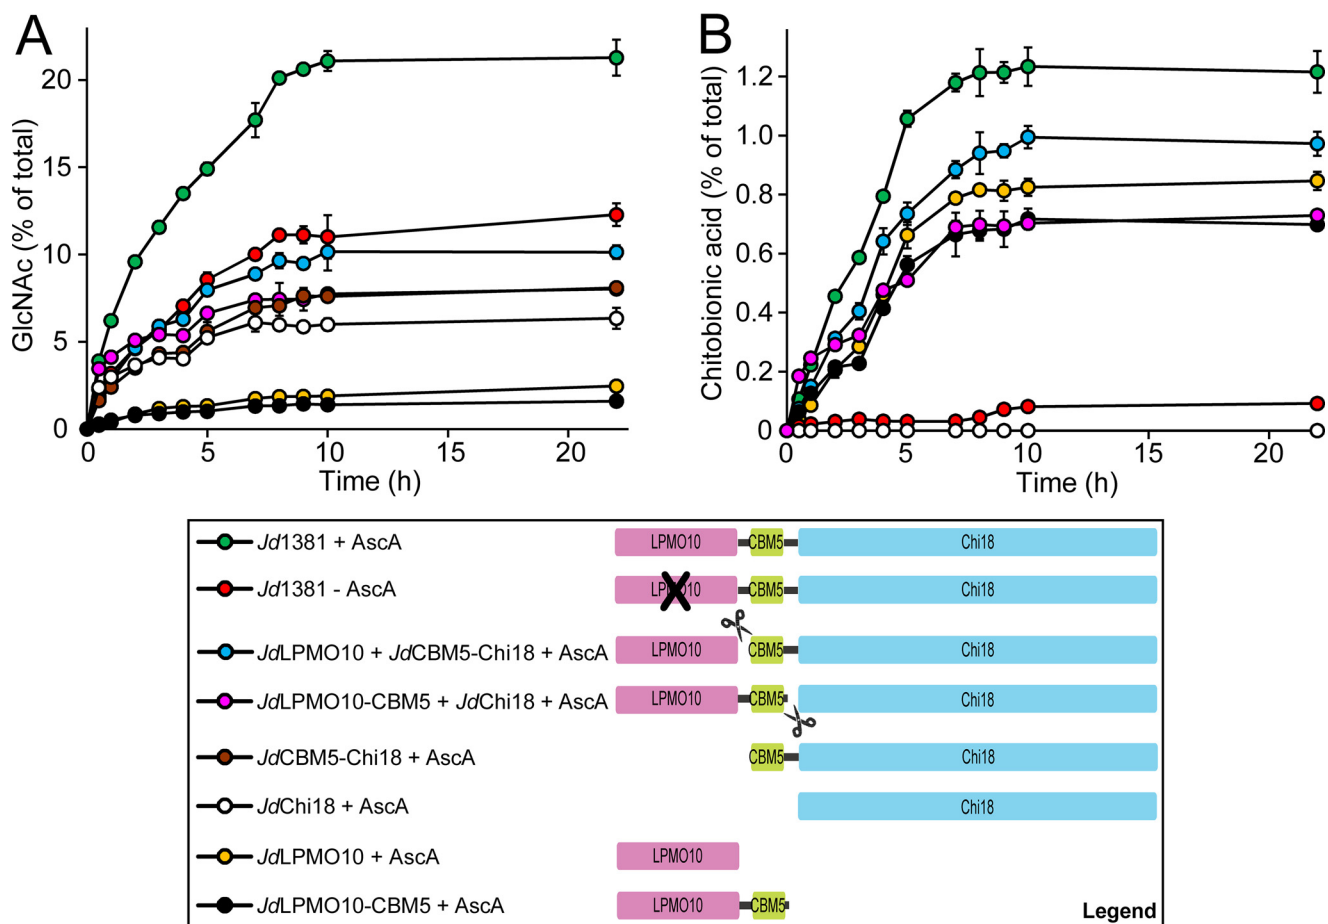 A
GlcNAc (% of total)
20
15
10
5
0
0
5
10
15
20
Time (h)
B
Chitobionic acid (% of total)
1.2
1.0
0.8
0.6
0.4
0.2
0
0
5
10
15
20
Time (h)
Jd1381 + AscA
LPMO10
CBM5
Chi18
Jd1381 - AscA
LPMO10
CBM5
Chi18
JdLPMO10 + JdCBM5-Chi18 + AscA
LPMO10
CBM5
Chi18
JdLPMO10-CBM5 + JdChi18 + AscA
LPMO10
CBM5
Chi18
JdCBM5-Chi18 + AscA
CBM5
Chi18
JdChi18 + AscA
Chi18
JdLPMO10 + AscA
LPMO10
JdLPMO10-CBM5 + AscA
LPMO10
CBM5
Legend